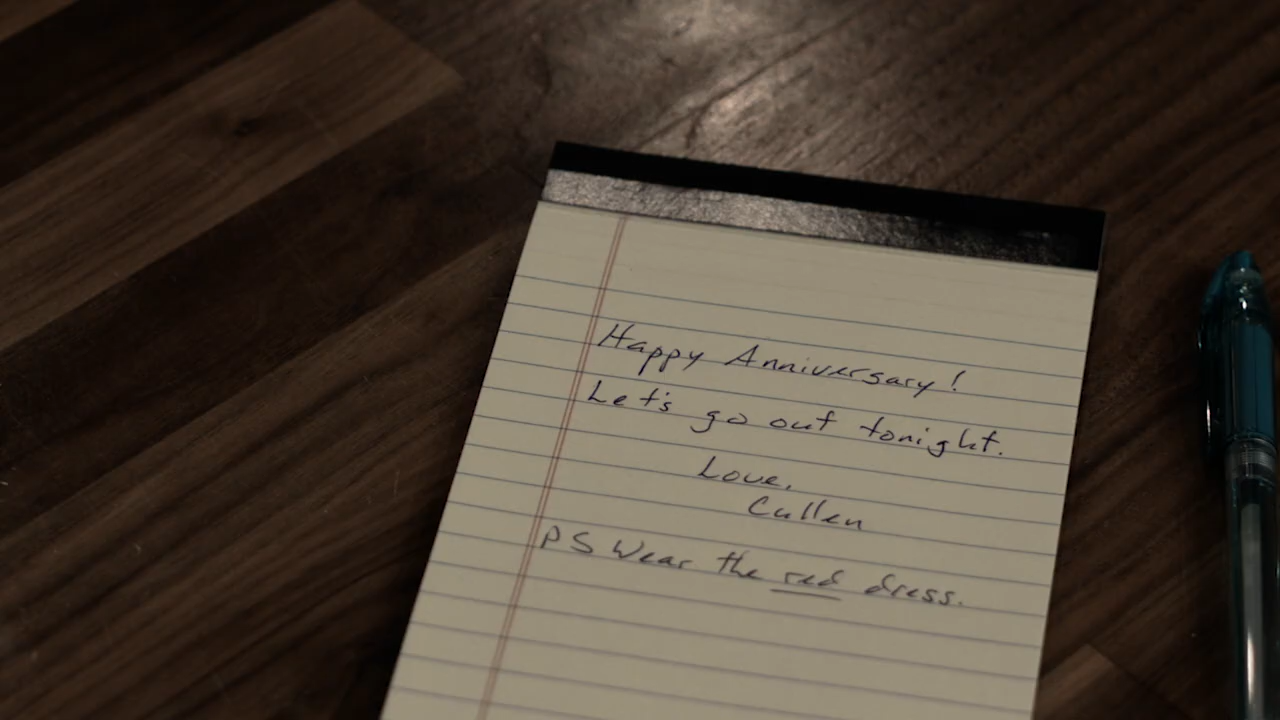 Happy Anniversary!
Let's go out tonight.
Love,
Cullen
PS Wear the red dress.